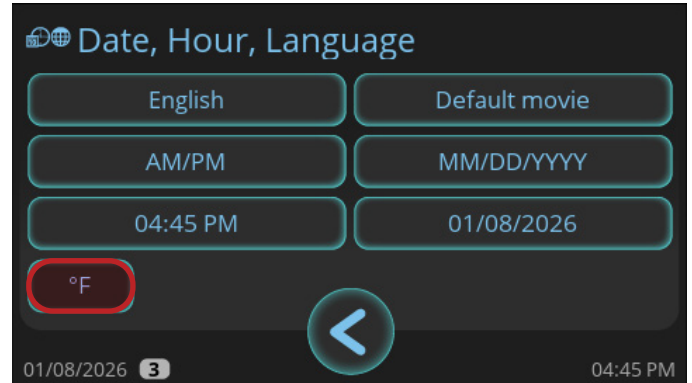 Date, Hour, Language
English
Default movie
AM/PM
MM/DD/YYYY
04:45 PM
01/08/2026
°F
01/08/2026 3
04:45 PM